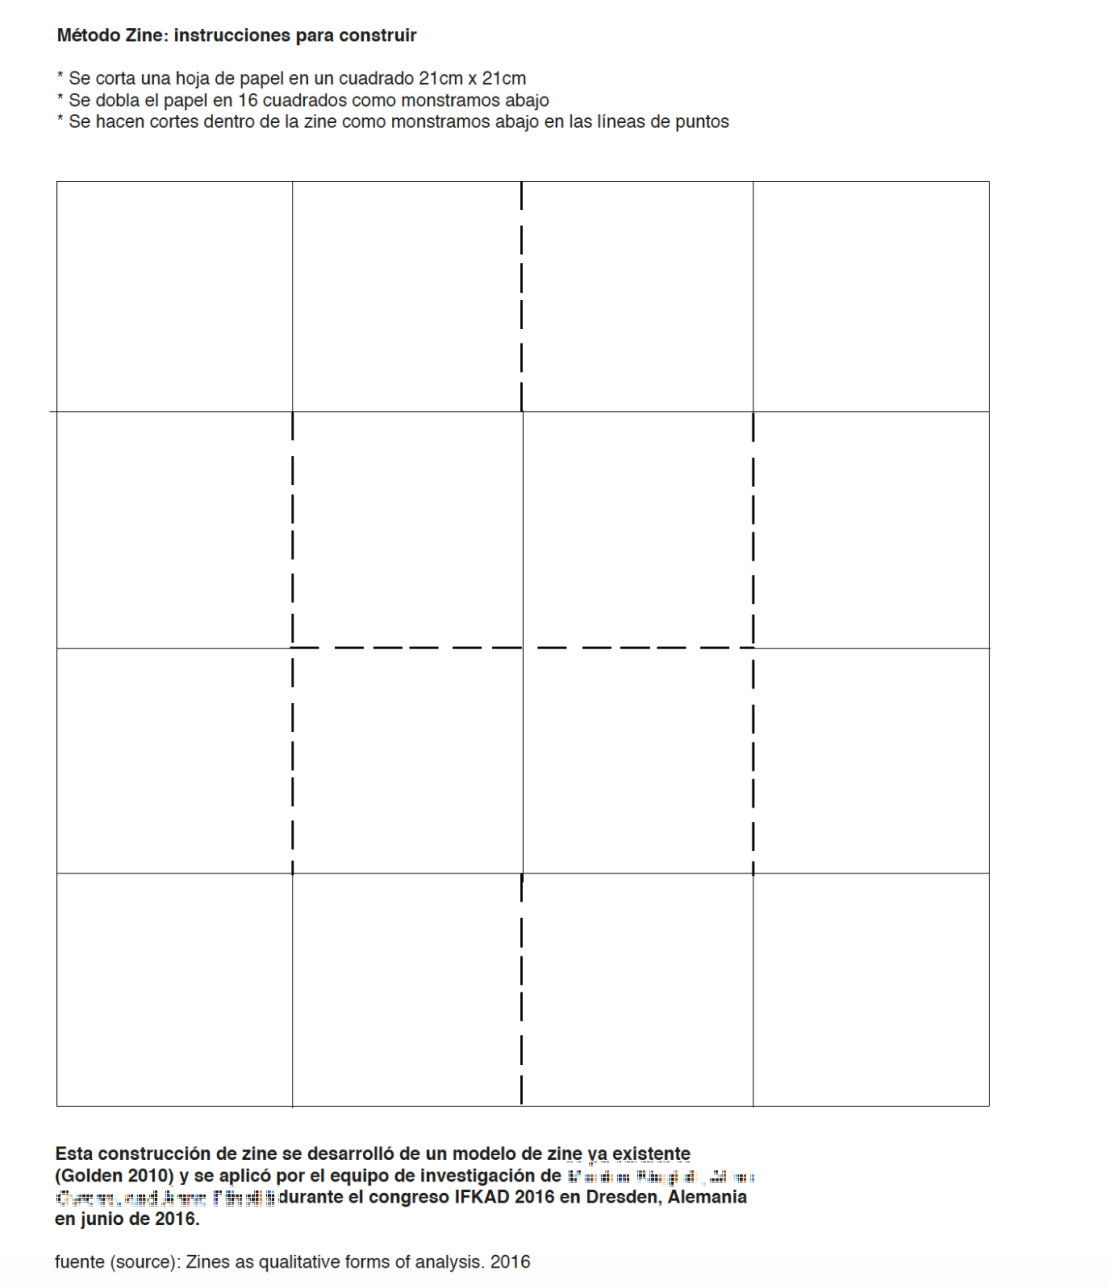 Método Zine: instrucciones para construir
* Se corta una hoja de papel en un cuadrado 21cm x 21cm
* Se dobla el papel en 16 cuadrados como monstramos abajo
* Se hacen cortes dentro de la zine como monstramos abajo en las líneas de puntos
Esta construcción de zine se desarrolló de un modelo de zine ya existente
(Golden 2010) y se aplicó por el equipo de investigación de
durante el congreso IFKAD 2016 en Dresden, Alemania
en junio de 2016.
fuente (source): Zines as qualitative forms of analysis. 2016